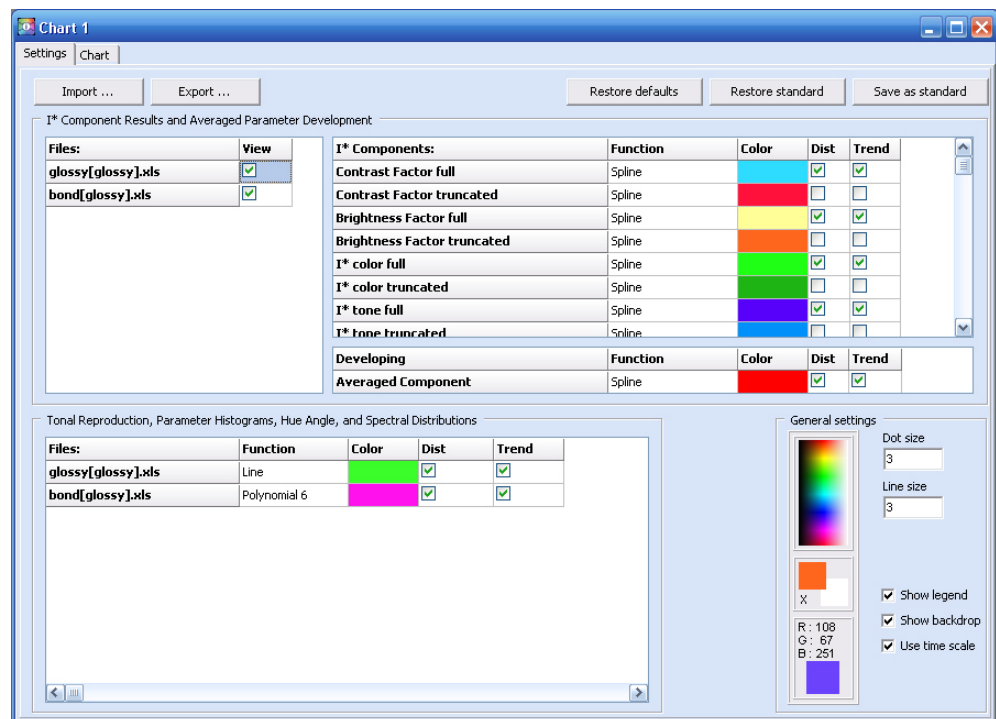 Chart 1
Settings Chart
Import ... Export ... Restore defaults Restore standard Save as standard
I* Component Results and Averaged Parameter Development
Files: View
glossy[glossy].xls
bond[glossy].xls
I* Components: Function Color Dist Trend
Contrast Factor full Spline
Contrast Factor truncated Spline
Brightness Factor full Spline
Brightness Factor truncated Spline
I* color full Spline
I* color truncated Spline
I* tone full Spline
I* tone truncated Spline
Developing Function Color Dist Trend
Averaged Component Spline
Tonal Reproduction, Parameter Histograms, Hue Angle, and Spectral Distributions
Files: Function Color Dist Trend
glossy[glossy].xls Line
bond[glossy].xls Polynomial 6
General settings
Dot size
3
Line size
3
X
R : 108
G : 67
B : 251
Show legend
Show backdrop
Use time scale